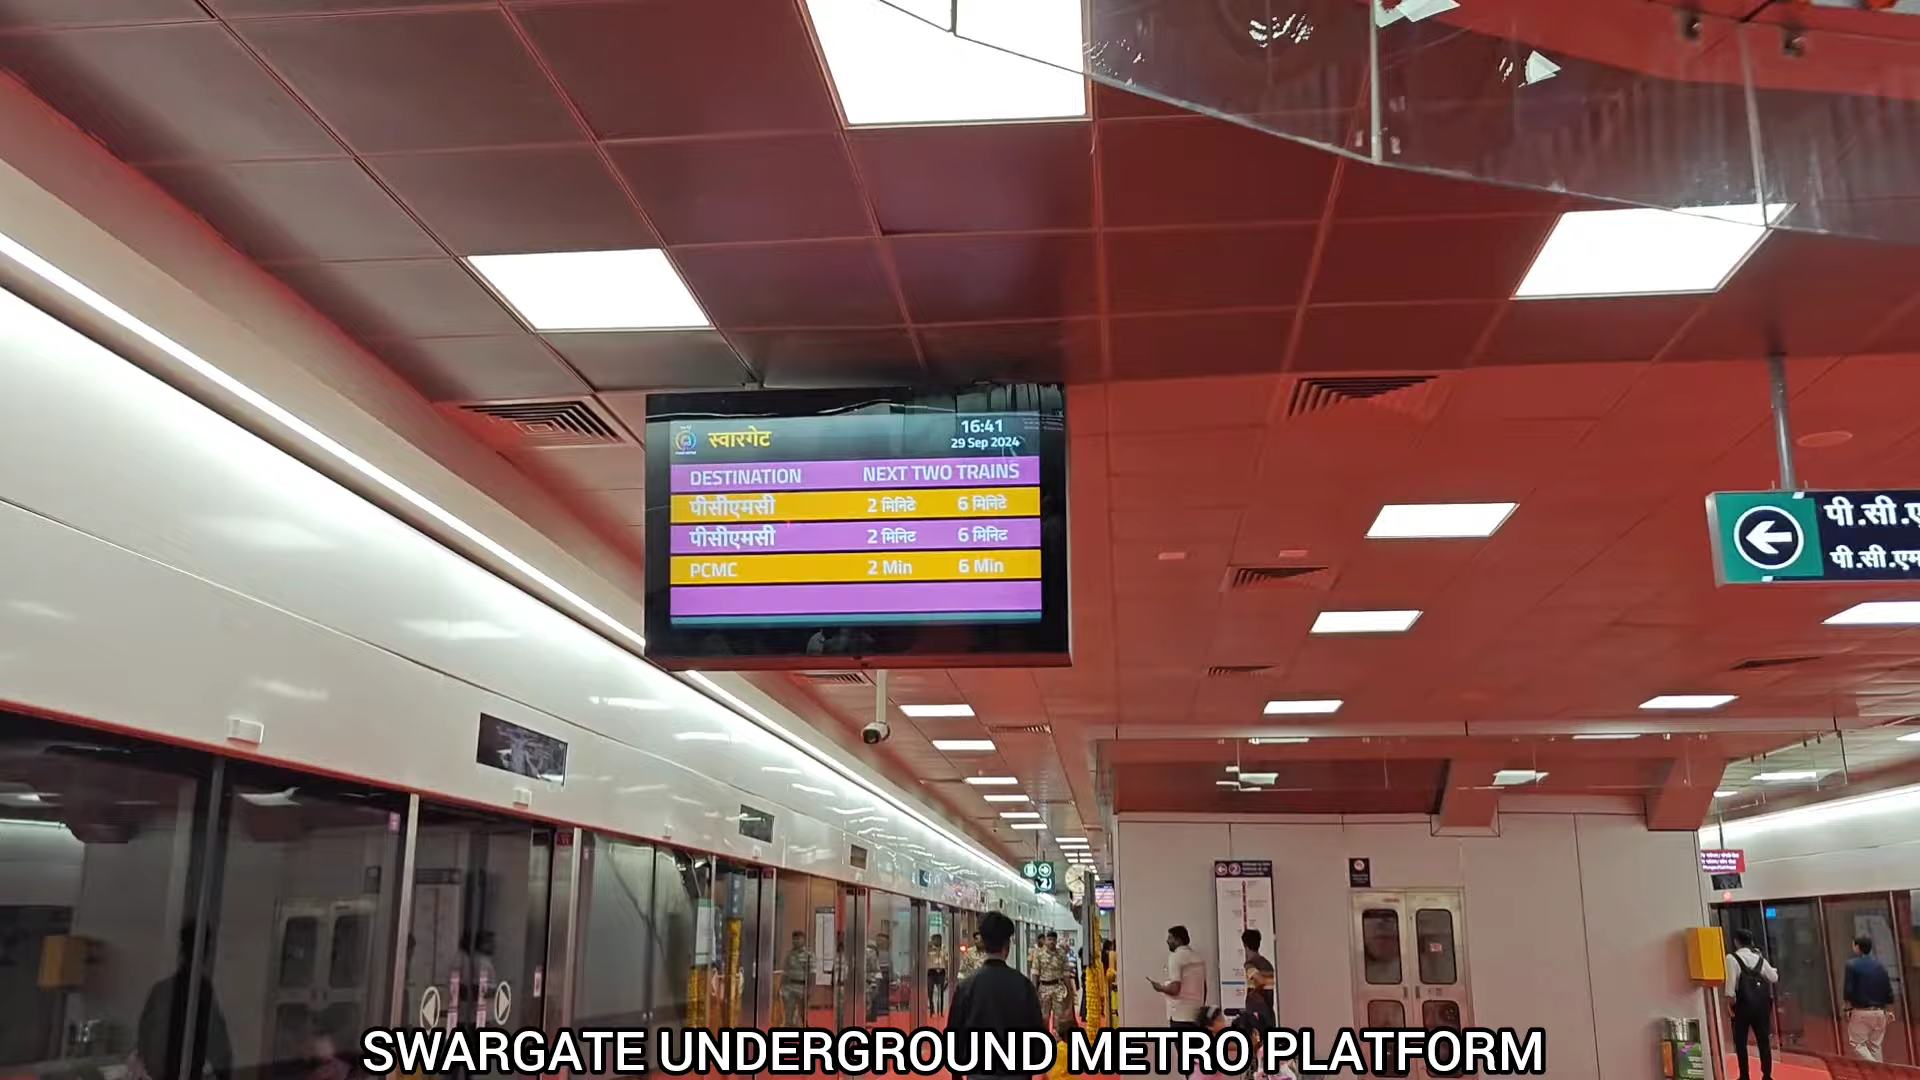 स्वारगेट
16:41
29 Sep 2024
DESTINATION NEXT TWO TRAINS
पीसीएमसी 2 मिनिटे 6 मिनिटे
पीसीएमसी 2 मिनिट 6 मिनिट
PCMC 2 Min 6 Min
पी.सी.ए
पी.सी.एम
SWARGATE UNDERGROUND METRO PLATFORM